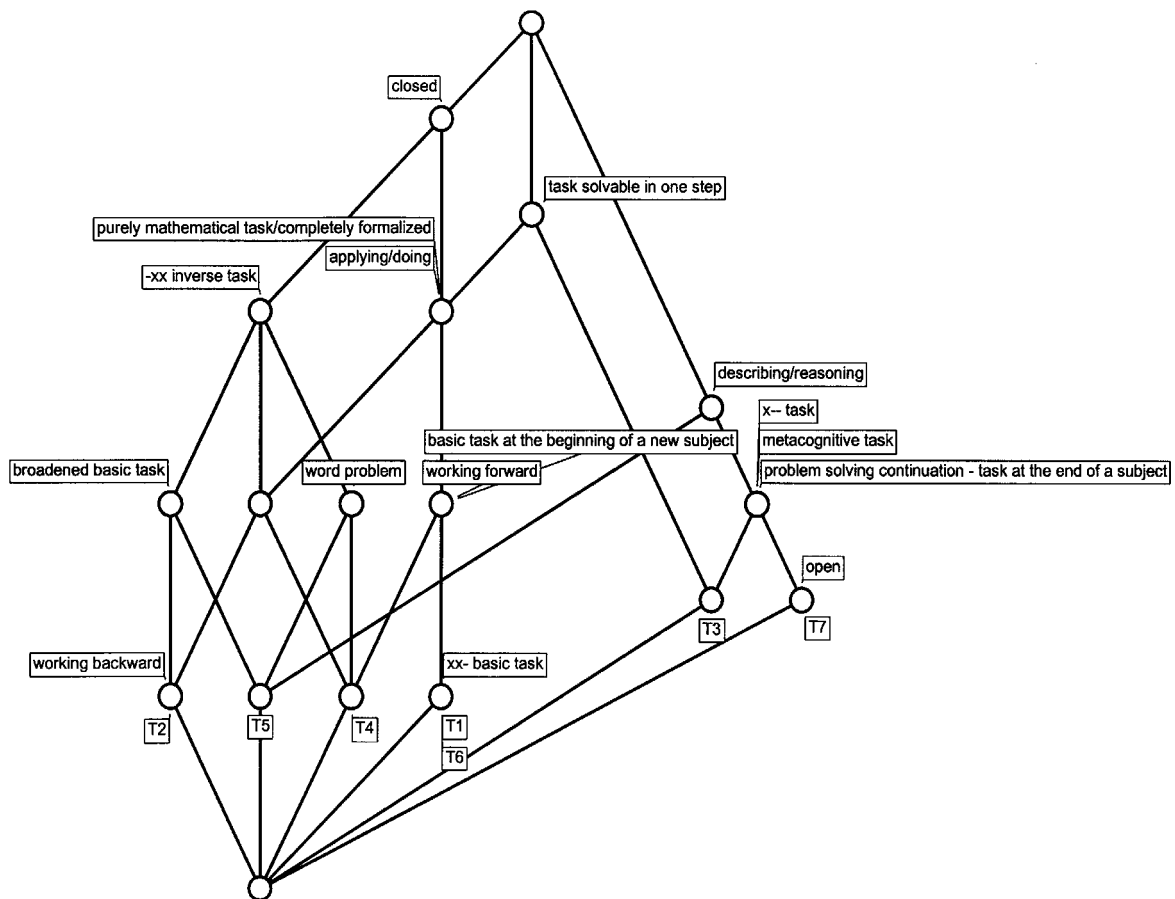 closed
task solvable in one step
purely mathematical task/completely formalized
applying/doing
-xx inverse task
describing/reasoning
x-- task
basic task at the beginning of a new subject
metacognitive task
broadened basic task
word problem
working forward
problem solving continuation - task at the end of a subject
open
T3
T7
working backward
xx- basic task
T2
T5
T4
T1
T6